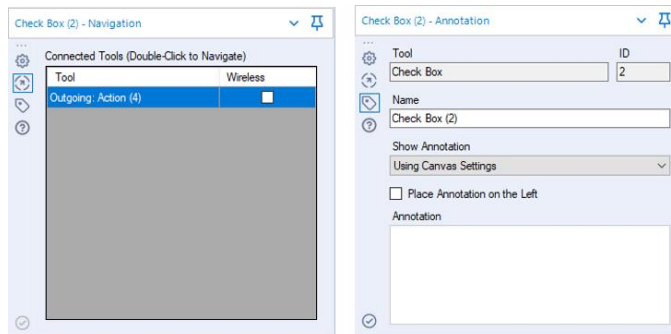 Check Box (2) - Navigation
Connected Tools (Double-Click to Navigate)
Tool Wireless
Outgoing: Action (4)
Check Box (2) - Annotation
Tool ID
Check Box 2
Name
Check Box (2)
Show Annotation
Using Canvas Settings
Place Annotation on the Left
Annotation